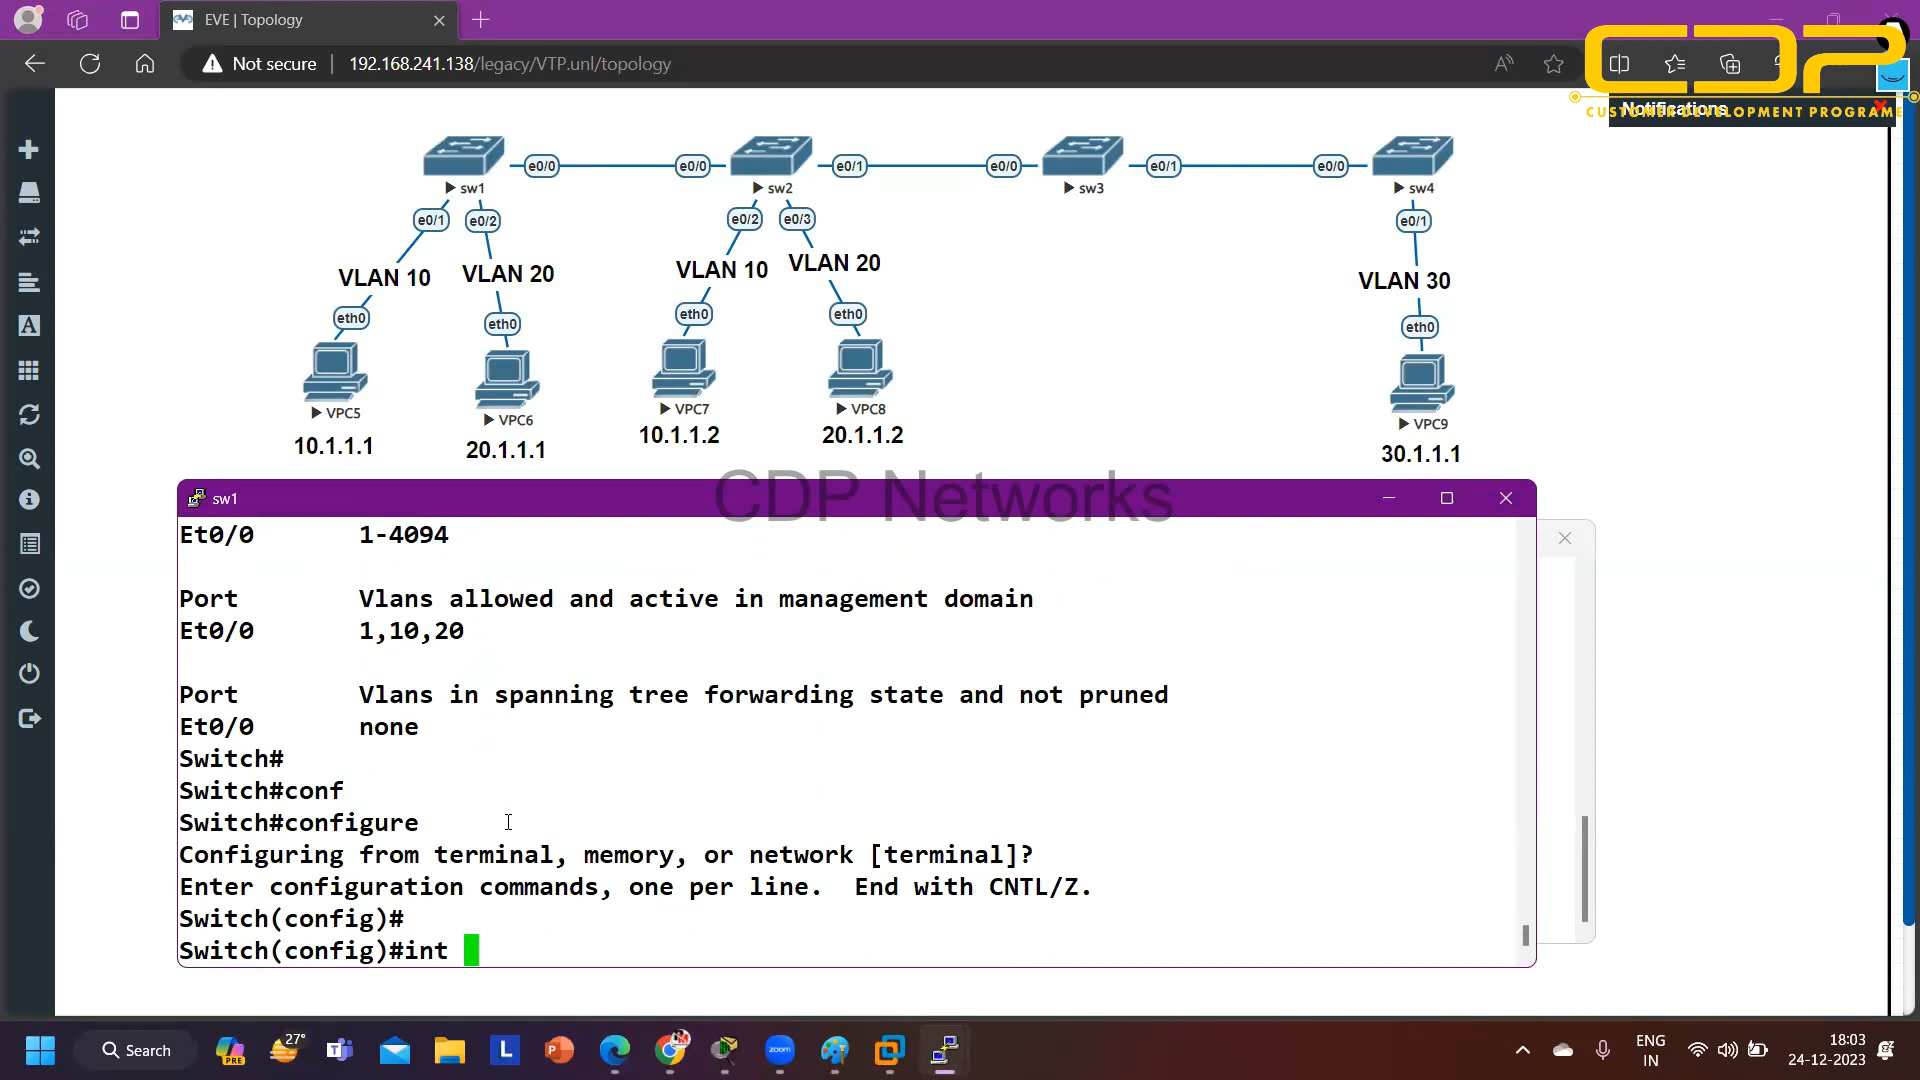 EVE | Topology
Not secure
192.168.241.138/legacy/VTP.unl/topology
CDP
CUSTOMER DEVELOPMENT PROGRAME
Notifications
e0/0
e0/0
e0/1
e0/0
e0/1
e0/0
sw1
sw2
sw3
sw4
e0/1
e0/2
e0/2
e0/3
e0/1
VLAN 10
VLAN 20
VLAN 10
VLAN 20
VLAN 30
eth0
eth0
eth0
eth0
eth0
VPC5
VPC6
VPC7
VPC8
VPC9
10.1.1.1
20.1.1.1
10.1.1.2
20.1.1.2
30.1.1.1
CDP Networks
sw1
Et0/0 1-4094
Port Vlans allowed and active in management domain
Et0/0 1,10,20
Port Vlans in spanning tree forwarding state and not pruned
Et0/0 none
Switch#
Switch#conf
Switch#configure
Configuring from terminal, memory, or network [terminal]?
Enter configuration commands, one per line. End with CNTL/Z.
Switch(config)#
Switch(config)#int
Search
PRE
27°
zoom
ENG
IN
18:03
24-12-2023